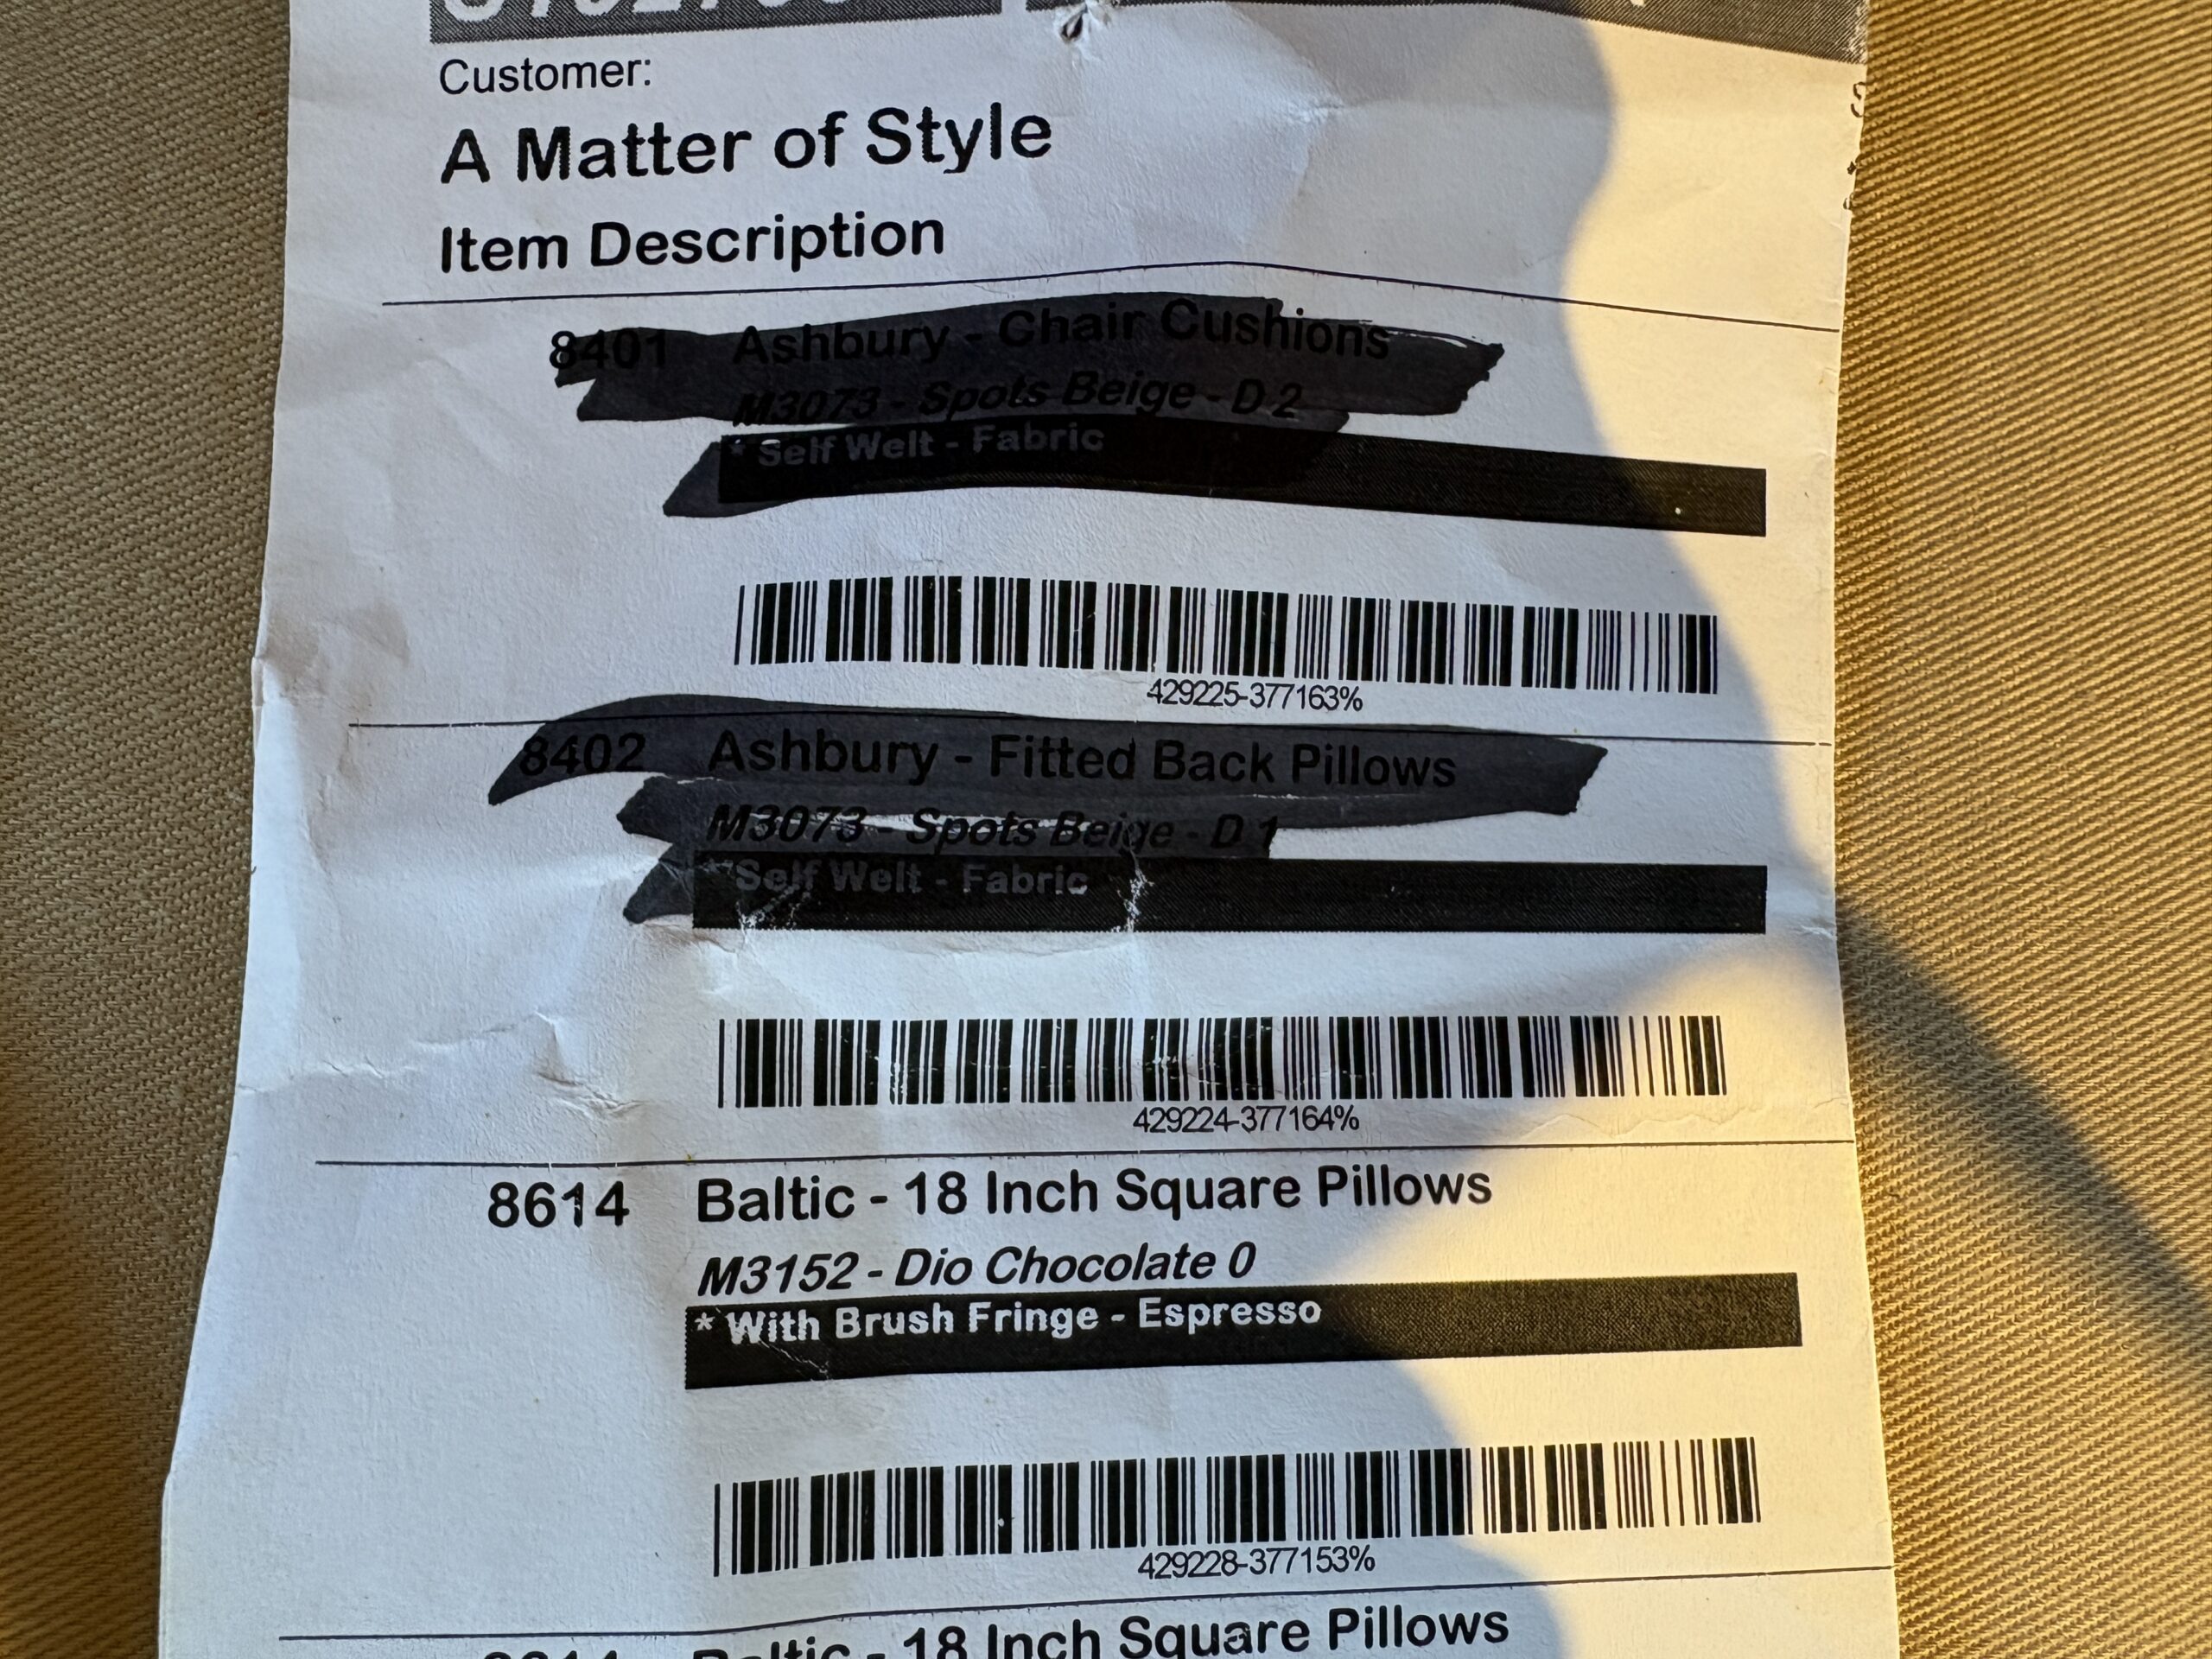 Customer:
A Matter of Style
Item Description
8401 Ashbury - Chair Cushions
M3073 - Spots Beige - D 2
* Self Welt - Fabric
429225-377163%
8402 Ashbury - Fitted Back Pillows
M3073 - Spots Beige - D 1
* Self Welt - Fabric
429224-377164%
8614 Baltic - 18 Inch Square Pillows
M3152 - Dio Chocolate 0
* With Brush Fringe - Espresso
429228-377153%
Baltic - 18 Inch Square Pillows